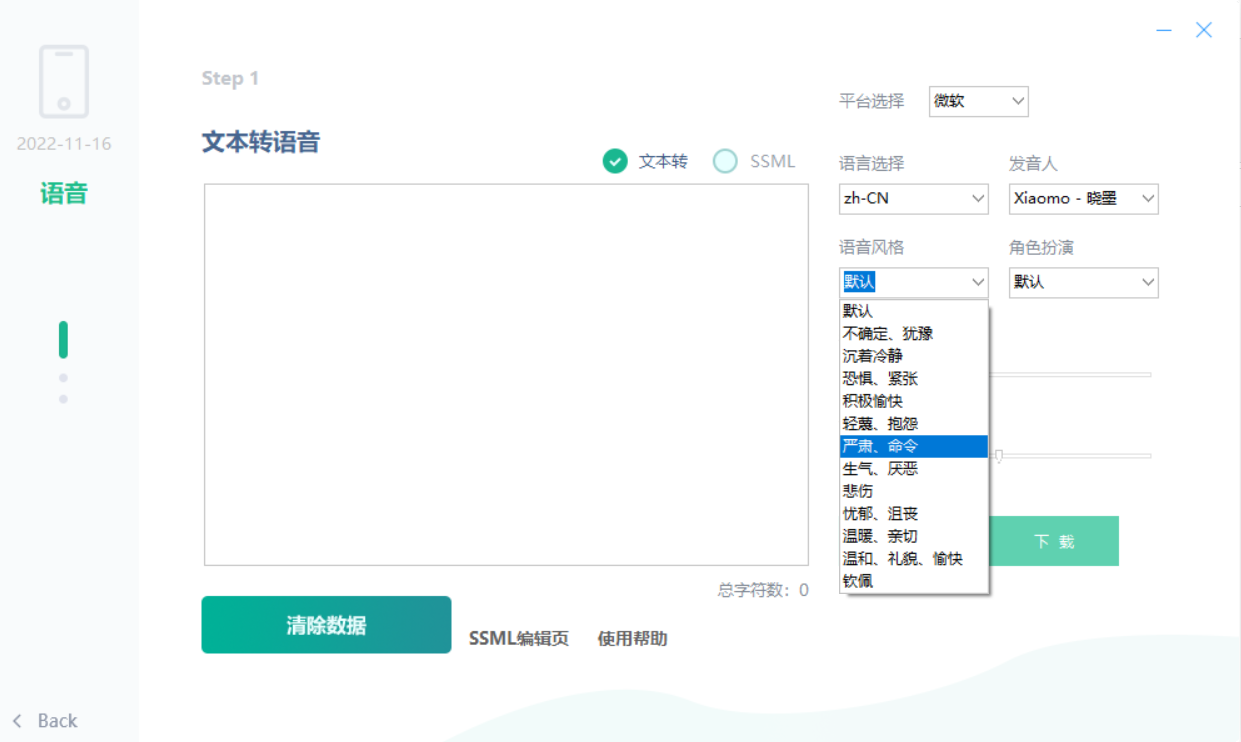 2022-11-16
语音
Back
Step 1
文本转语音
文本转
SSML
总字符数：0
清除数据
SSML编辑页
使用帮助
平台选择
微软
语言选择
发音人
zh-CN
Xiaomo - 晓墨
语音风格
角色扮演
默认
默认
默认
不确定、犹豫
沉着冷静
恐惧、紧张
积极愉快
轻蔑、抱怨
严肃、命令
生气、厌恶
悲伤
忧郁、沮丧
温暖、亲切
温和、礼貌、愉快
钦佩
下 载